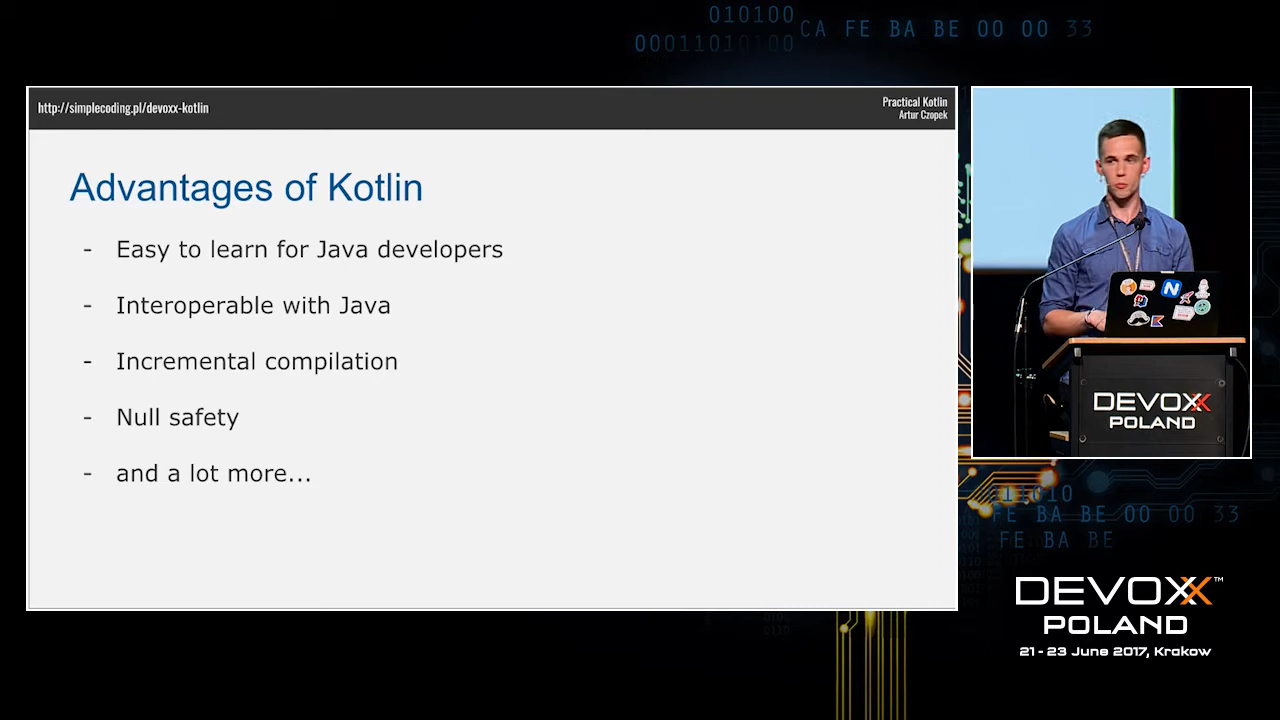 010100
00011010100
CA FE BA BE 00 00 33
http://simplecoding.pl/devoxx-kotlin
Practical Kotlin
Artur Czopek
Advantages of Kotlin
- Easy to learn for Java developers
- Interoperable with Java
- Incremental compilation
- Null safety
- and a lot more...
N
DEVOXX
POLAND
FE BA BE 00 00 33
FE BA BE
DEVOXX™
POLAND
21 - 23 June 2017, Krakow